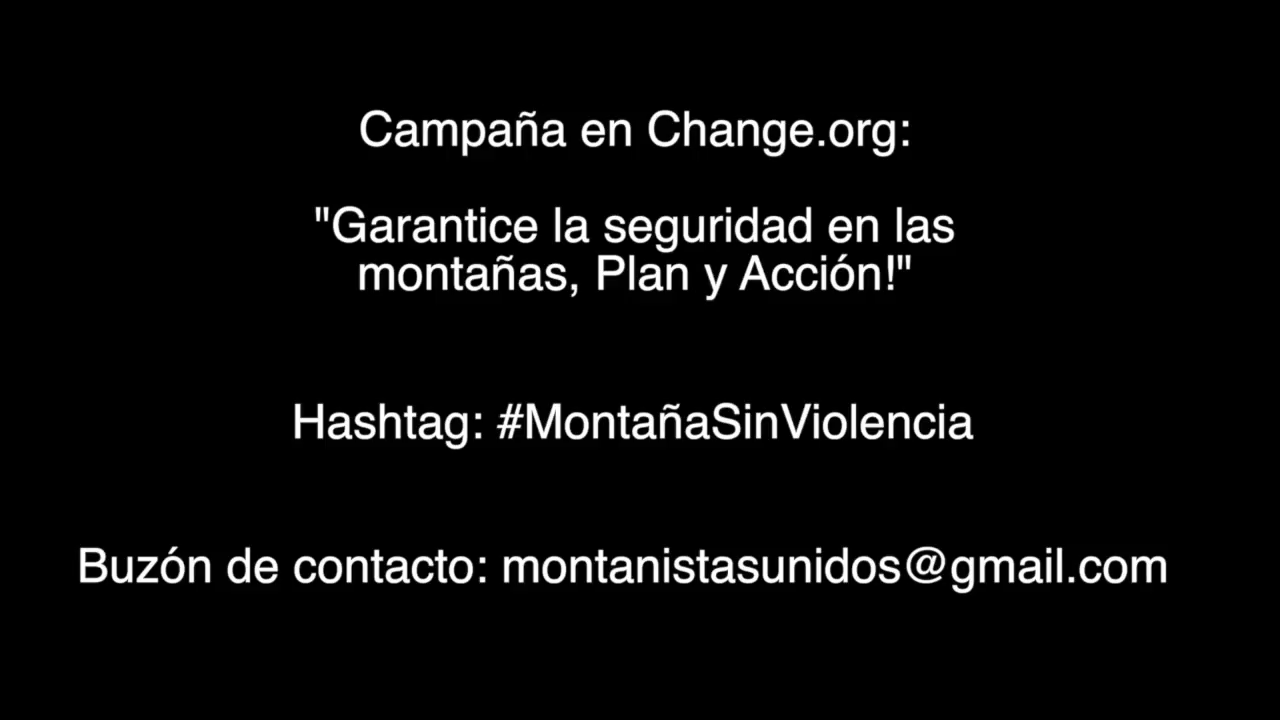 Campaña en Change.org:
"Garantice la seguridad en las
montañas, Plan y Acción!"
Hashtag: #MontañaSinViolencia
Buzón de contacto: montanistasunidos@gmail.com